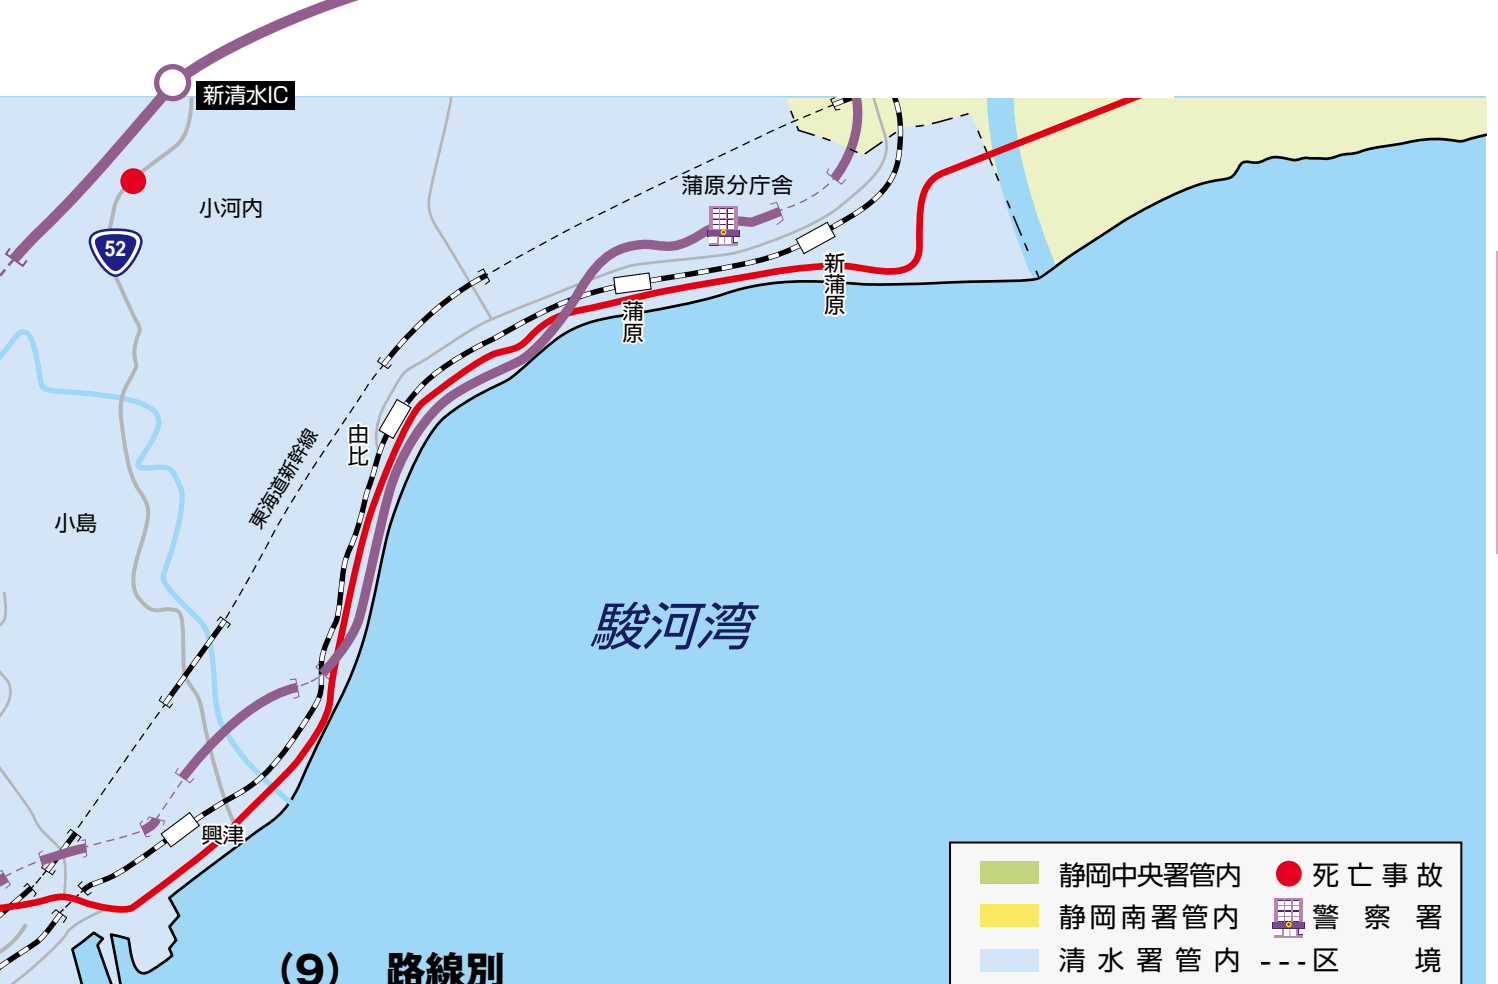 新清水IC
小河内
52
蒲原分庁舎
新蒲原
蒲原
由比
東海道新幹線
小島
駿河湾
興津
静岡中央署管内
死亡事故
静岡南署管内
警察署
清水署管内
区境
(9) 路線別